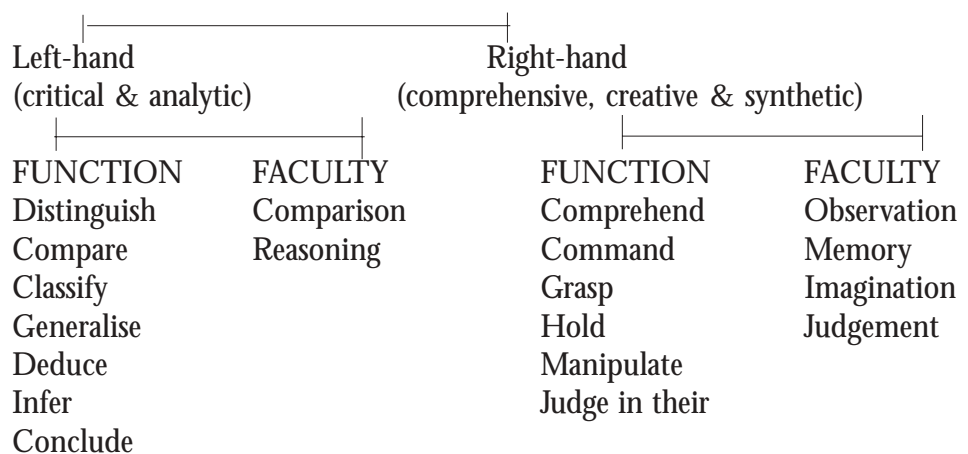 Left-hand Right-hand
(critical & analytic) (comprehensive, creative & synthetic)
FUNCTION FACULTY FUNCTION FACULTY
Distinguish Comparison Comprehend Observation
Compare Reasoning Command Memory
Classify Grasp Imagination
Generalise Hold Judgement
Deduce Manipulate
Infer Judge in their
Conclude